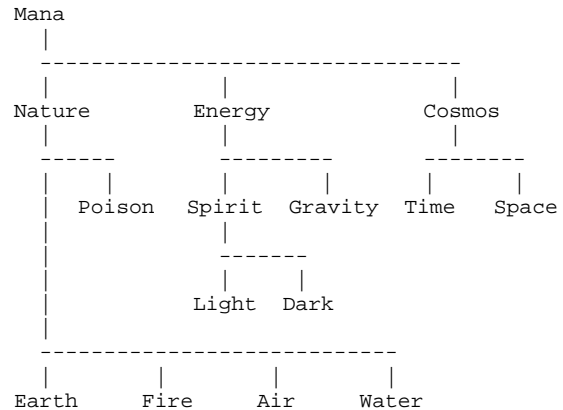 Mana
Nature Energy Cosmos
Poison Spirit Gravity Time Space
Light Dark
Earth Fire Air Water